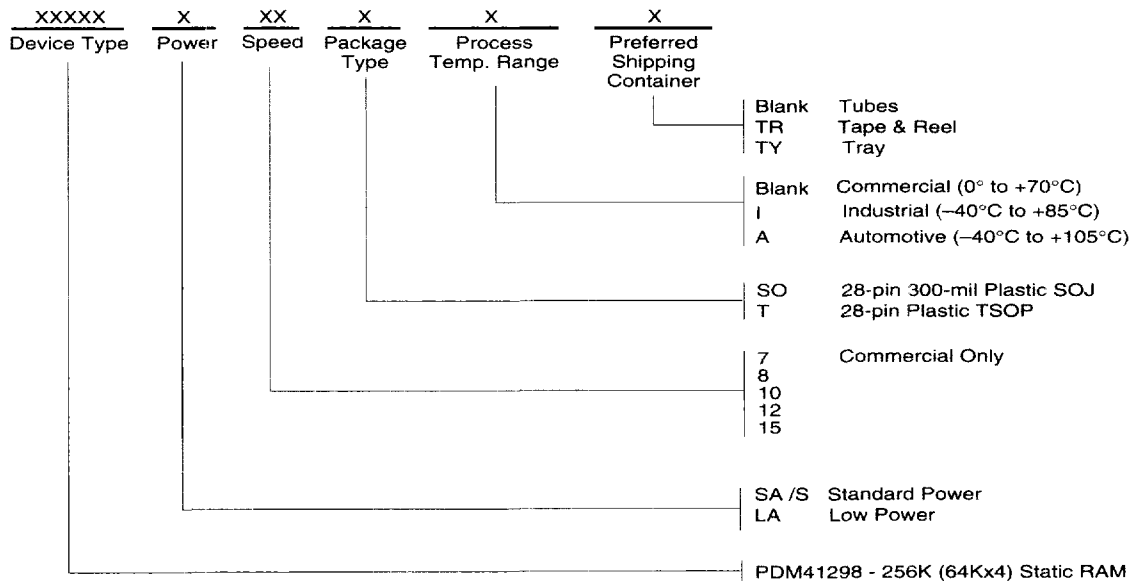 XXXXX X XX X X X
Device Type Power Speed Package Type Process Temp. Range Preferred Shipping Container
Blank Tubes
TR Tape & Reel
TY Tray
Blank Commercial (0° to +70°C)
I Industrial (–40°C to +85°C)
A Automotive (–40°C to +105°C)
SO 28-pin 300-mil Plastic SOJ
T 28-pin Plastic TSOP
7 Commercial Only
8
10
12
15
SA /S Standard Power
LA Low Power
PDM41298 - 256K (64Kx4) Static RAM